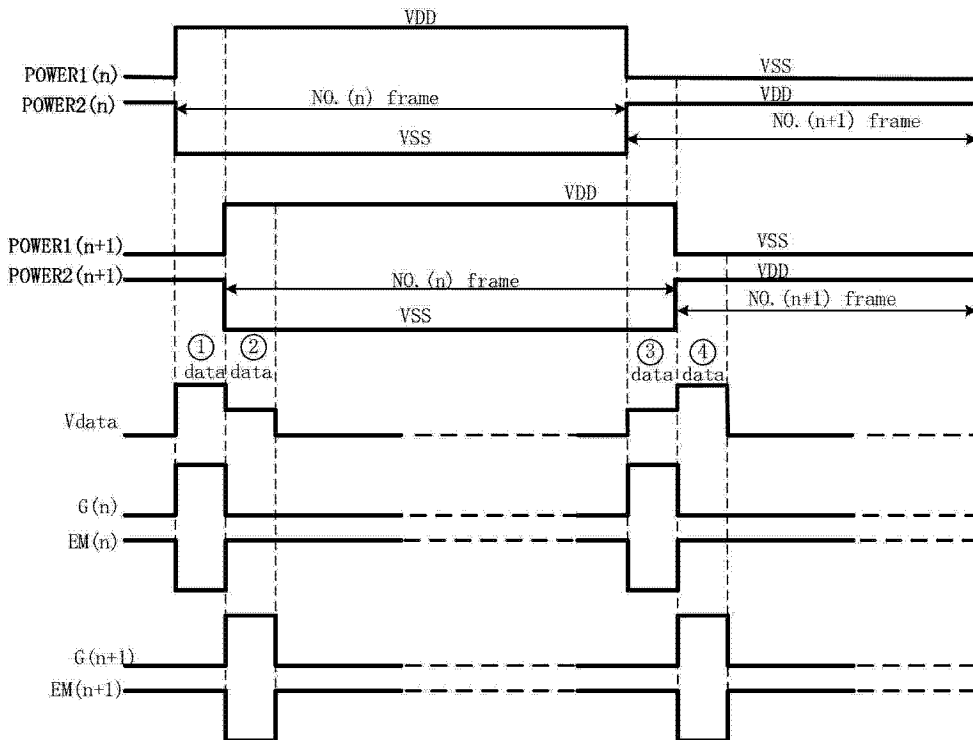 VDD
POWER1(n)
VSS
POWER2(n)
NO.(n) frame
VDD
NO.(n+1) frame
VSS
VDD
POWER1(n+1)
VSS
POWER2(n+1)
VDD
NO.(n) frame
NO.(n+1) frame
VSS
① ② ③ ④
data data data data
Vdata
G(n)
EM(n)
G(n+1)
EM(n+1)